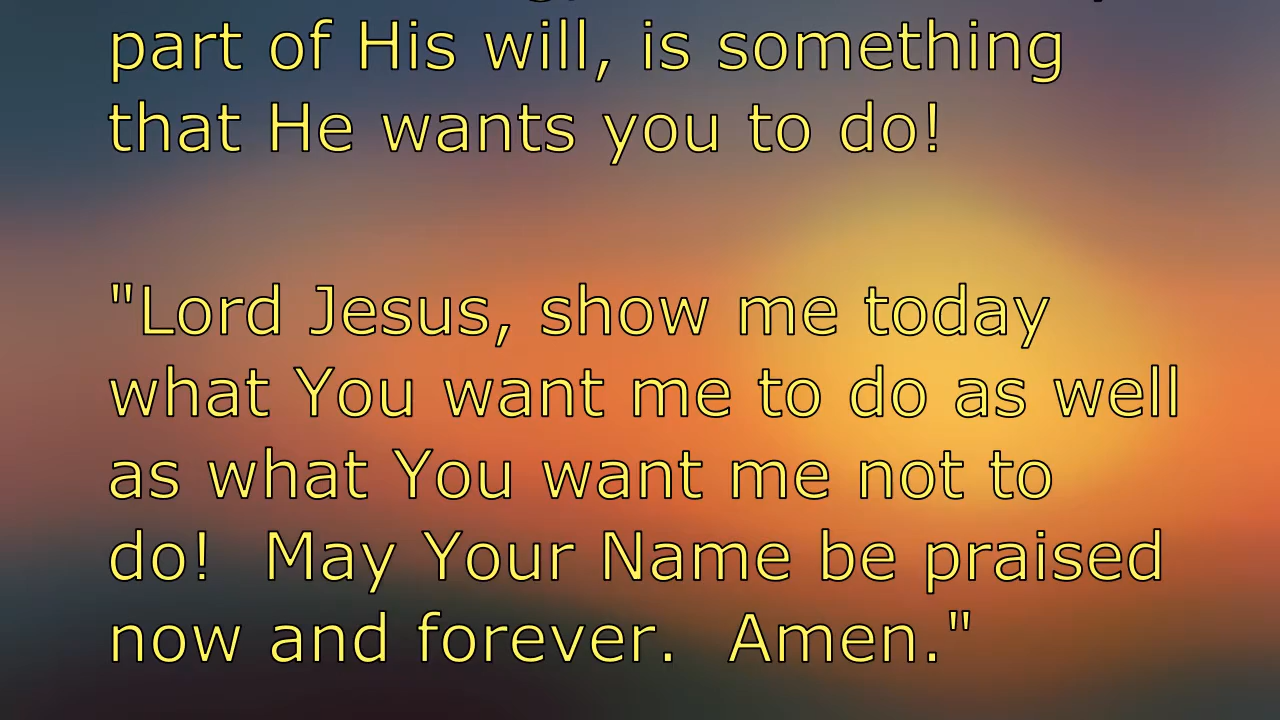 part of His will, is something
that He wants you to do!
"Lord Jesus, show me today
what You want me to do as well
as what You want me not to
do!  May Your Name be praised
now and forever.  Amen."